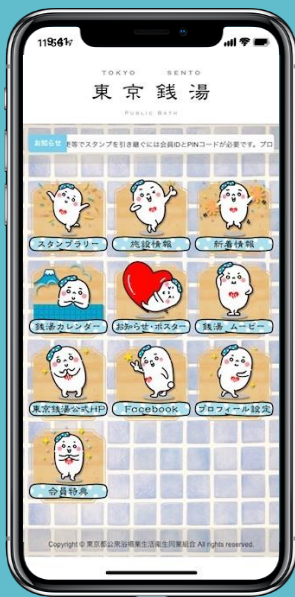 TOKYO SENTO
東京銭湯
PUBLIC BATH
お知らせ 更等でスタンプを引き継ぐには会員IDとPINコードが必要です。プロ
スタンプラリー 施設情報 新着情報
銭湯カレンダー お知らせ・ポスター 銭湯 ムービー
東京銭湯公式HP Facebook プロフィール設定
会員特典
Copyright © 東京都公衆浴場業生活衛生同業組合 All rights reserved.